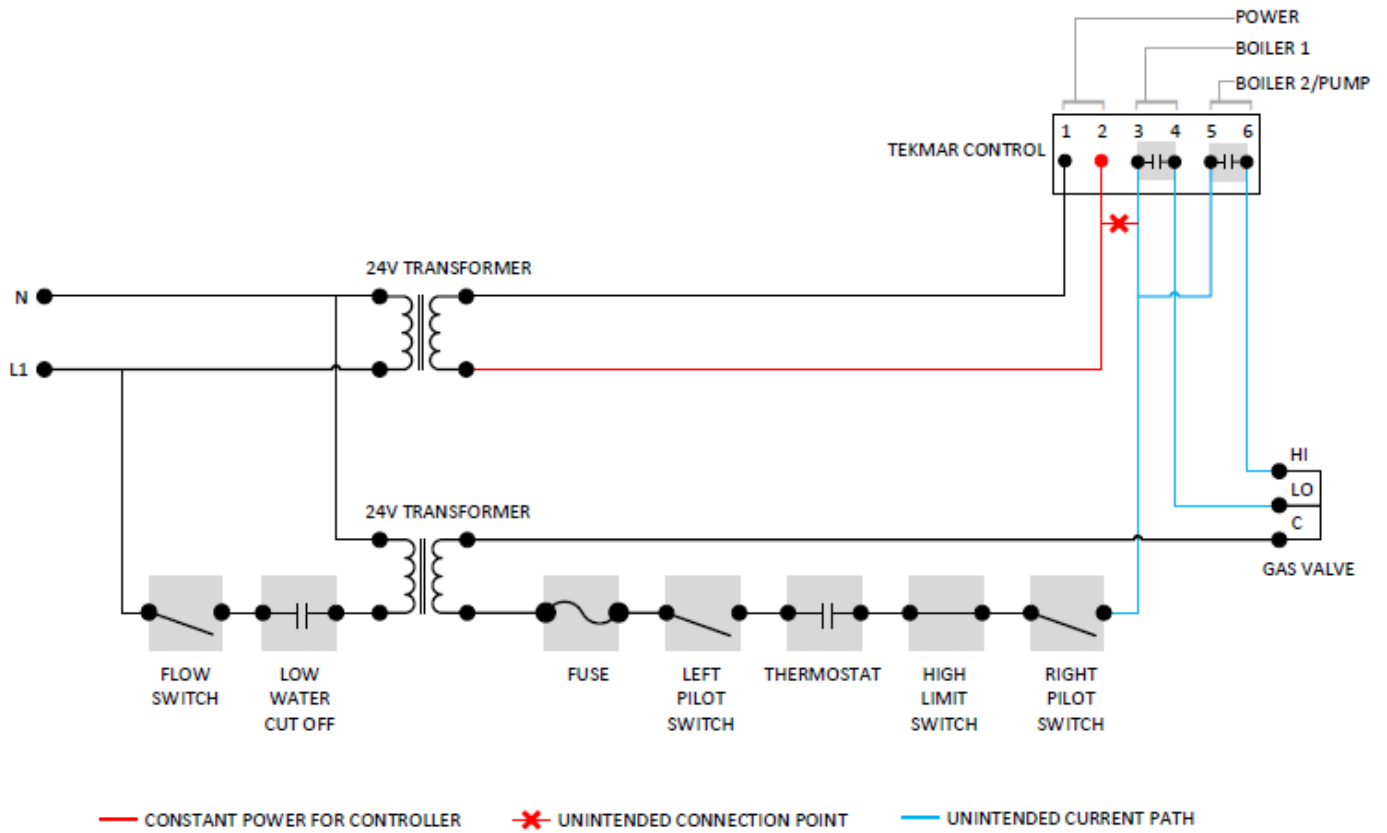 POWER
BOILER 1
BOILER 2/PUMP
1 2 3 4 5 6
TEKMAR CONTROL
24V TRANSFORMER
N
L1
HI
LO
C
24V TRANSFORMER
GAS VALVE
FLOW
SWITCH
LOW
WATER
CUT OFF
FUSE
LEFT
PILOT
SWITCH
THERMOSTAT
HIGH
LIMIT
SWITCH
RIGHT
PILOT
SWITCH
CONSTANT POWER FOR CONTROLLER
UNINTENDED CONNECTION POINT
UNINTENDED CURRENT PATH